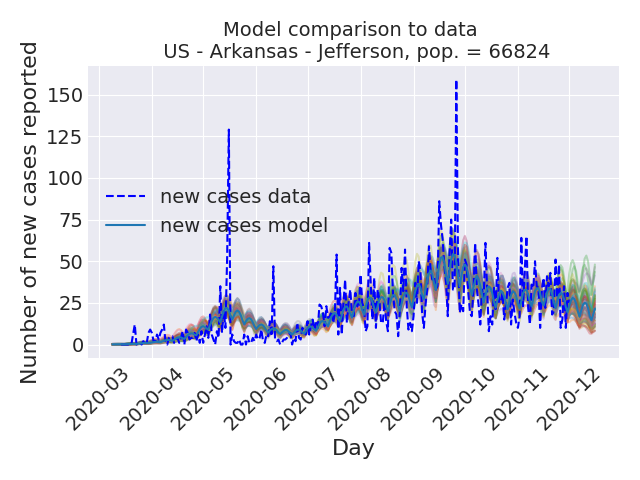 Model comparison to data
US - Arkansas - Jefferson, pop. = 66824
Number of new cases reported
150
125
100
75
50
25
0
new cases data
new cases model
2020-03
2020-04
2020-05
2020-06
2020-07
2020-08
2020-09
2020-10
2020-11
2020-12
Day